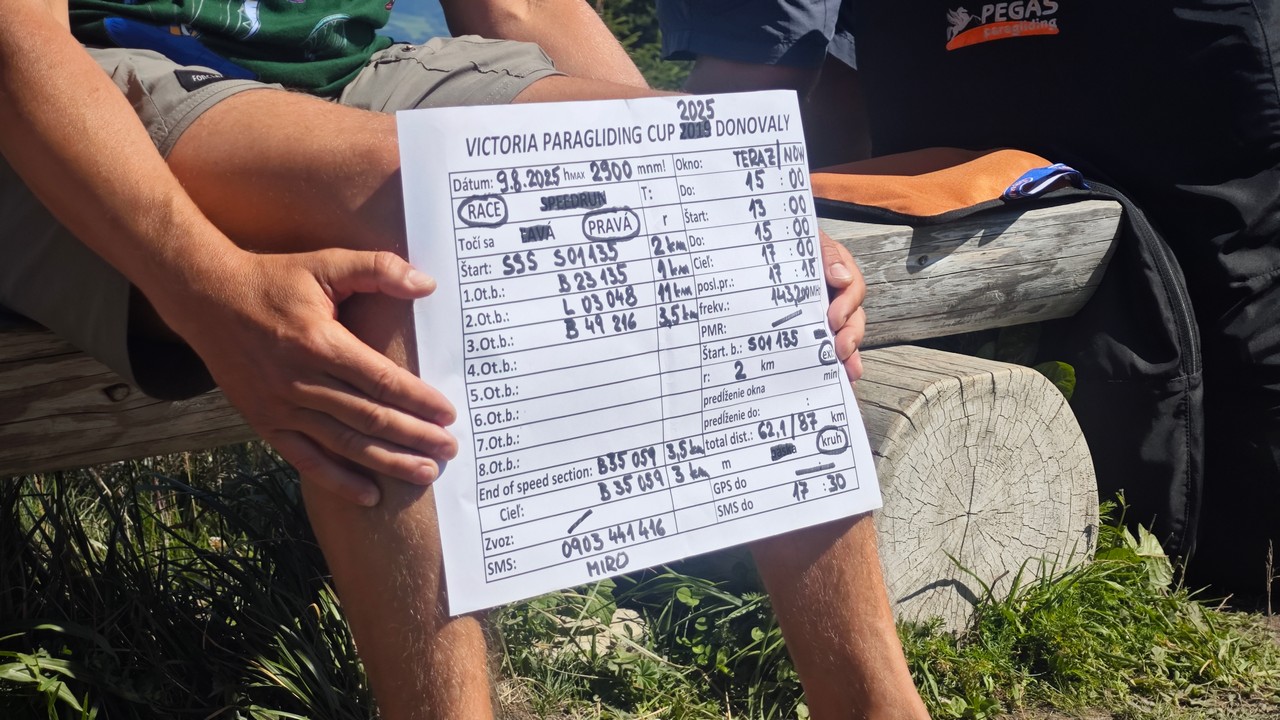 PEGAS
paragliding
FORCLAZ
2025
VICTORIA PARAGLIDING CUP 2019 DONOVALY
Dátum: 9.8.2025 hMAX 2900 mnm! Okno: TERAZ/NOW
RACE SPEEDRUN T: Do: 15:00
Točí sa ĽAVÁ PRAVÁ r Štart: 13:00
Štart: SSS S01135 2 km Do: 15:00
1.Ot.b.: B23135 1 km Cieľ: 17:00
2.Ot.b.: L03048 11 km posl.pr.: 17:15
3.Ot.b.: B49216 3,5 km frekv.: 143,200 MHz
4.Ot.b.: PMR:
5.Ot.b.: Štart. b.: S01135
6.Ot.b.: r: 2 km exit
7.Ot.b.: predĺženie okna min
8.Ot.b.: predĺženie do: :
End of speed section: B35059 3,5 km total dist.: 62,1/87 km
Cieľ: B35059 3 km m kruh
Zvoz: GPS do
SMS: 0903 441 416 SMS do 17:30
MIRO